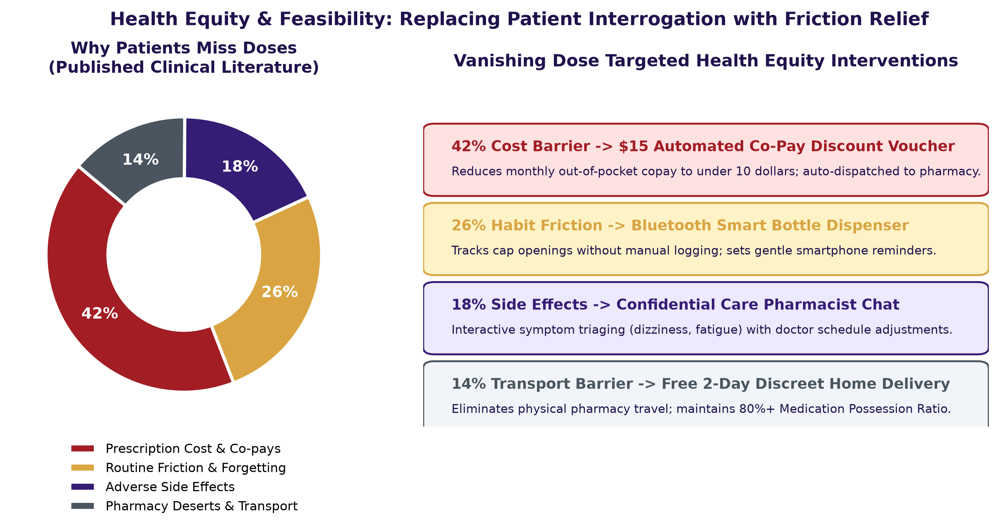 Health Equity & Feasibility: Replacing Patient Interrogation with Friction Relief
Why Patients Miss Doses
(Published Clinical Literature)
14%
18%
42%
26%
Prescription Cost & Co-pays
Routine Friction & Forgetting
Adverse Side Effects
Pharmacy Deserts & Transport
Vanishing Dose Targeted Health Equity Interventions
42% Cost Barrier -> $15 Automated Co-Pay Discount Voucher
Reduces monthly out-of-pocket copay to under 10 dollars; auto-dispatched to pharmacy.
26% Habit Friction -> Bluetooth Smart Bottle Dispenser
Tracks cap openings without manual logging; sets gentle smartphone reminders.
18% Side Effects -> Confidential Care Pharmacist Chat
Interactive symptom triaging (dizziness, fatigue) with doctor schedule adjustments.
14% Transport Barrier -> Free 2-Day Discreet Home Delivery
Eliminates physical pharmacy travel; maintains 80%+ Medication Possession Ratio.